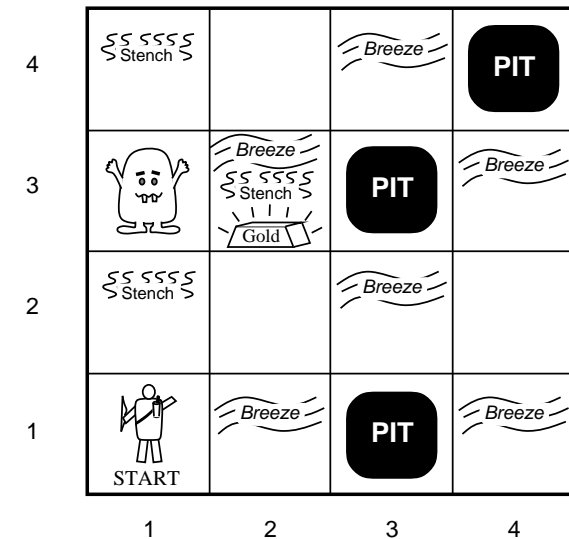 4
Stench
Breeze
PIT
3
Breeze
Stench
Gold
PIT
Breeze
2
Stench
Breeze
1
START
Breeze
PIT
Breeze
1 2 3 4